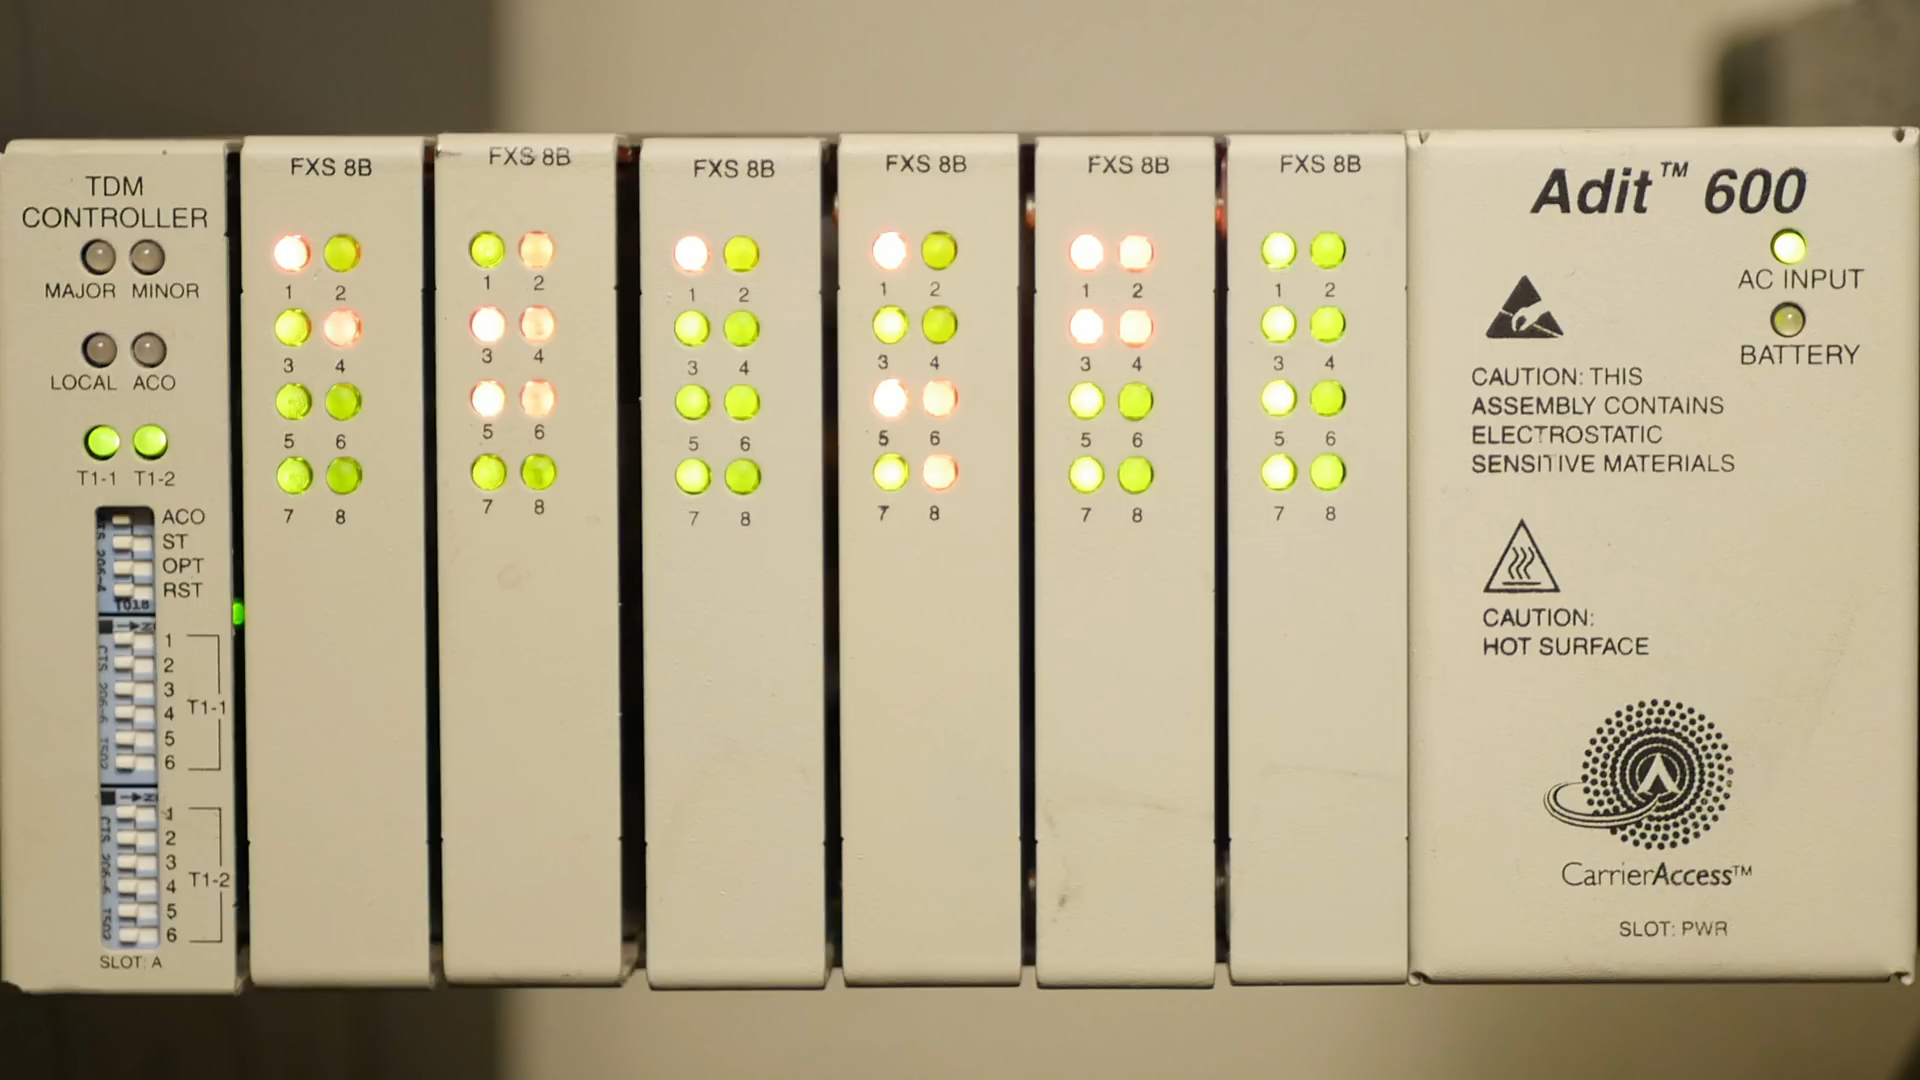 TDM
CONTROLLER
MAJOR MINOR
LOCAL ACO
T1-1 T1-2
ACO
ST
OPT
RST
T018
1
2
3
4
5
6
T1-1
1
2
3
4
5
6
T1-2
SLOT: A
FXS 8B
1 2
3 4
5 6
7 8
FXS 8B
1 2
3 4
5 6
7 8
FXS 8B
1 2
3 4
5 6
7 8
FXS 8B
1 2
3 4
5 6
7 8
FXS 8B
1 2
3 4
5 6
7 8
FXS 8B
1 2
3 4
5 6
7 8
Adit™ 600
AC INPUT
BATTERY
CAUTION: THIS
ASSEMBLY CONTAINS
ELECTROSTATIC
SENSITIVE MATERIALS
CAUTION:
HOT SURFACE
CarrierAccess™
SLOT: PWR